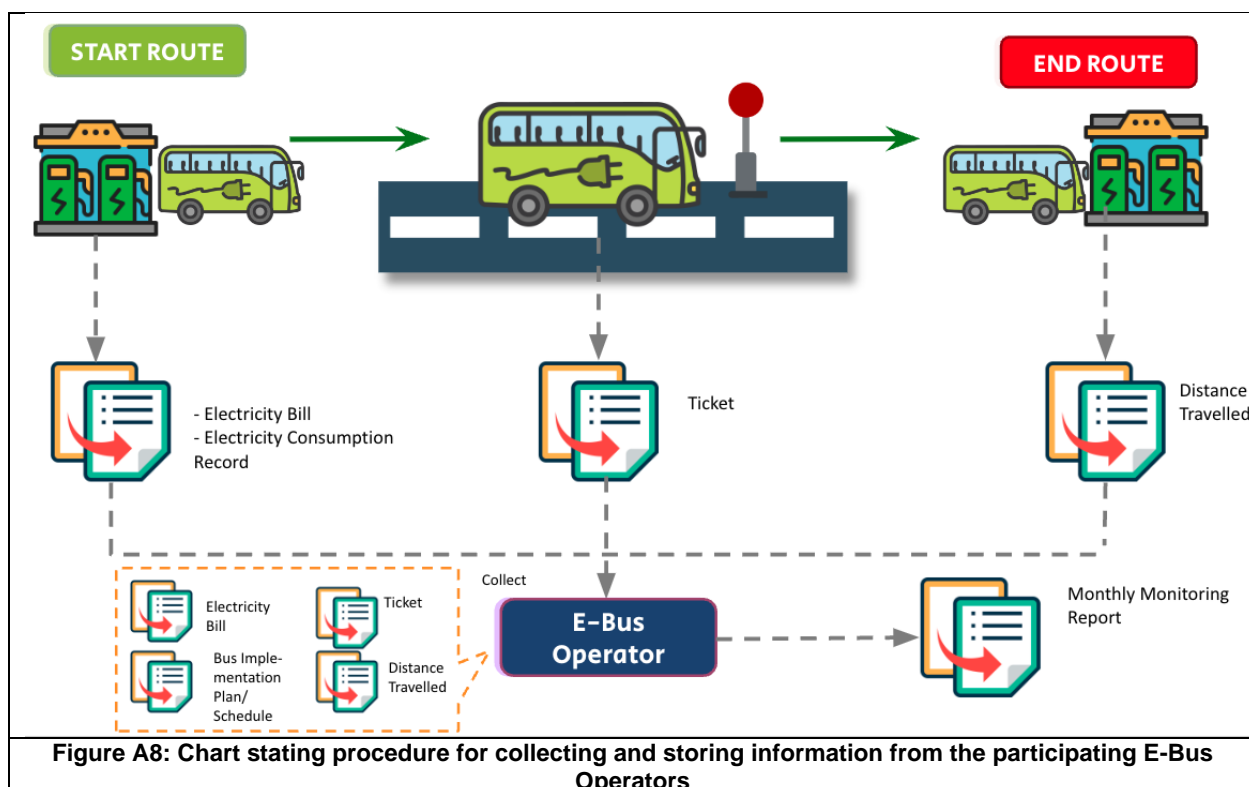 START ROUTE
END ROUTE
- Electricity Bill
- Electricity Consumption
Record
Ticket
Distance
Travelled
Collect
Electricity
Bill
Ticket
Bus Imple-
mentation
Plan/
Schedule
Distance
Travelled
E-Bus
Operator
Monthly Monitoring
Report
Figure A8: Chart stating procedure for collecting and storing information from the participating E-Bus
Operators